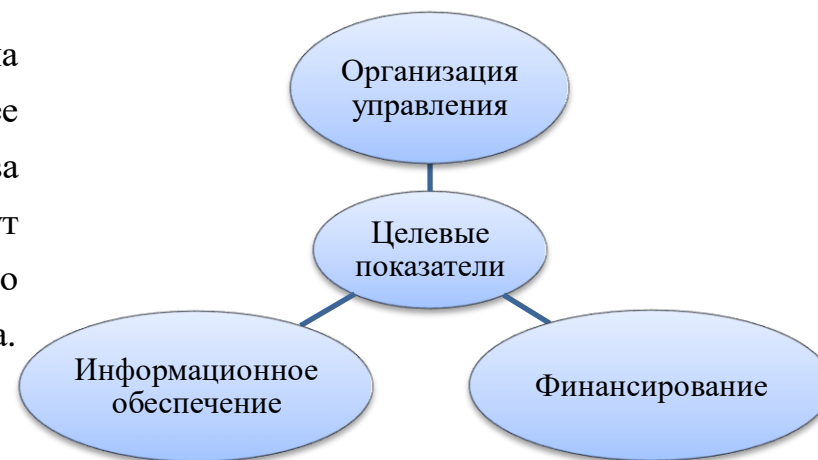 Организация
управления
Целевые
показатели
Информационное
обеспечение
Финансирование